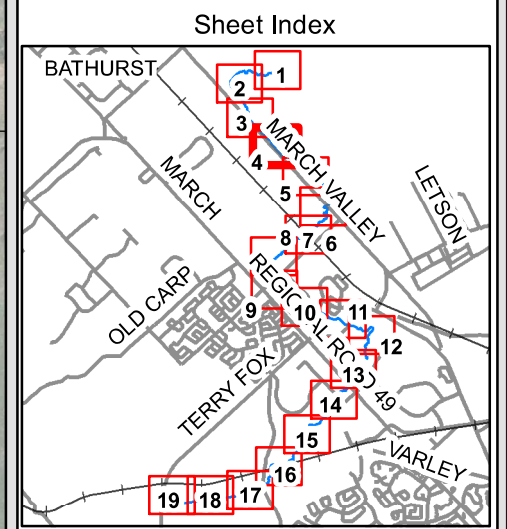 Sheet Index
BATHURST
1
2
3
MARCH VALLEY
4
MARCH
5
LETSON
8
7
6
REGIONAL ROAD 49
OLD CARP
9
10
11
12
TERRY FOX
13
14
15
VARLEY
16
19
18
17